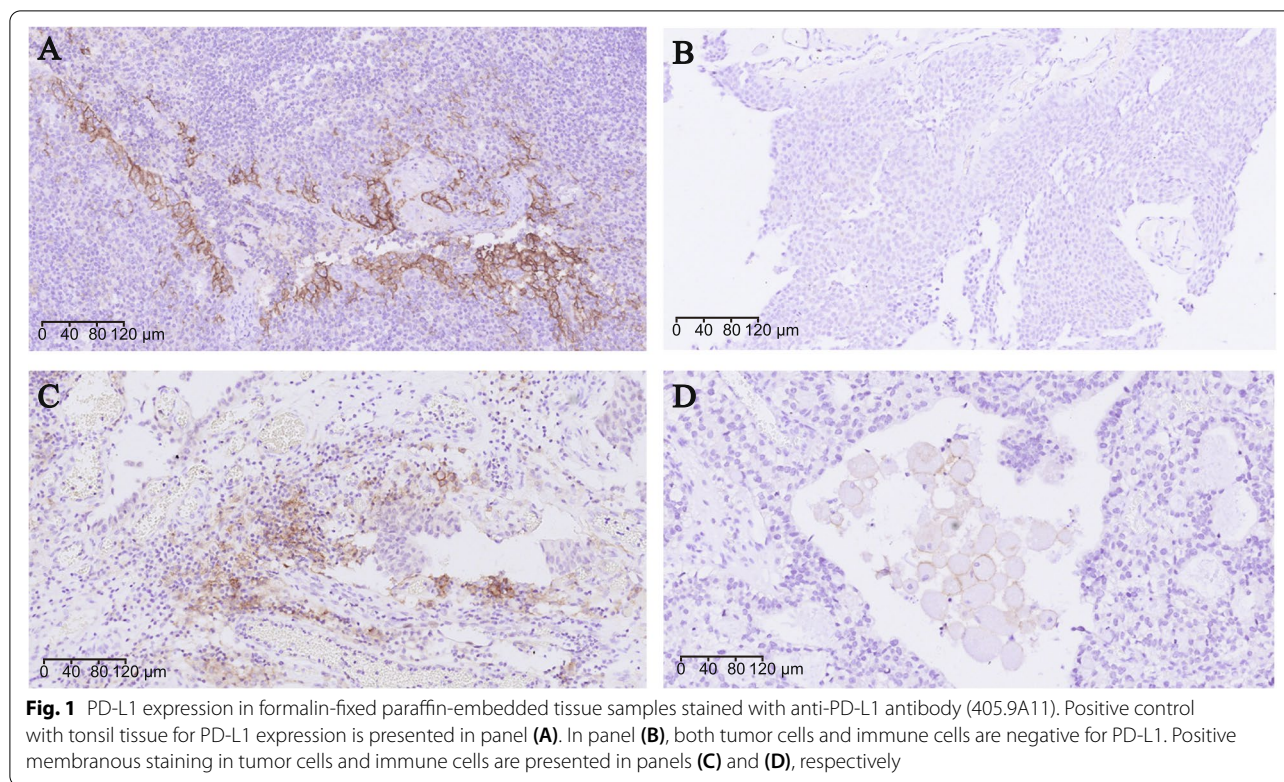 A
0 40 80 120 µm
B
0 40 80 120 µm
C
0 40 80 120 µm
D
0 40 80 120 µm
Fig. 1 PD-L1 expression in formalin-fixed paraffin-embedded tissue samples stained with anti-PD-L1 antibody (405.9A11). Positive control
with tonsil tissue for PD-L1 expression is presented in panel (A). In panel (B), both tumor cells and immune cells are negative for PD-L1. Positive
membranous staining in tumor cells and immune cells are presented in panels (C) and (D), respectively